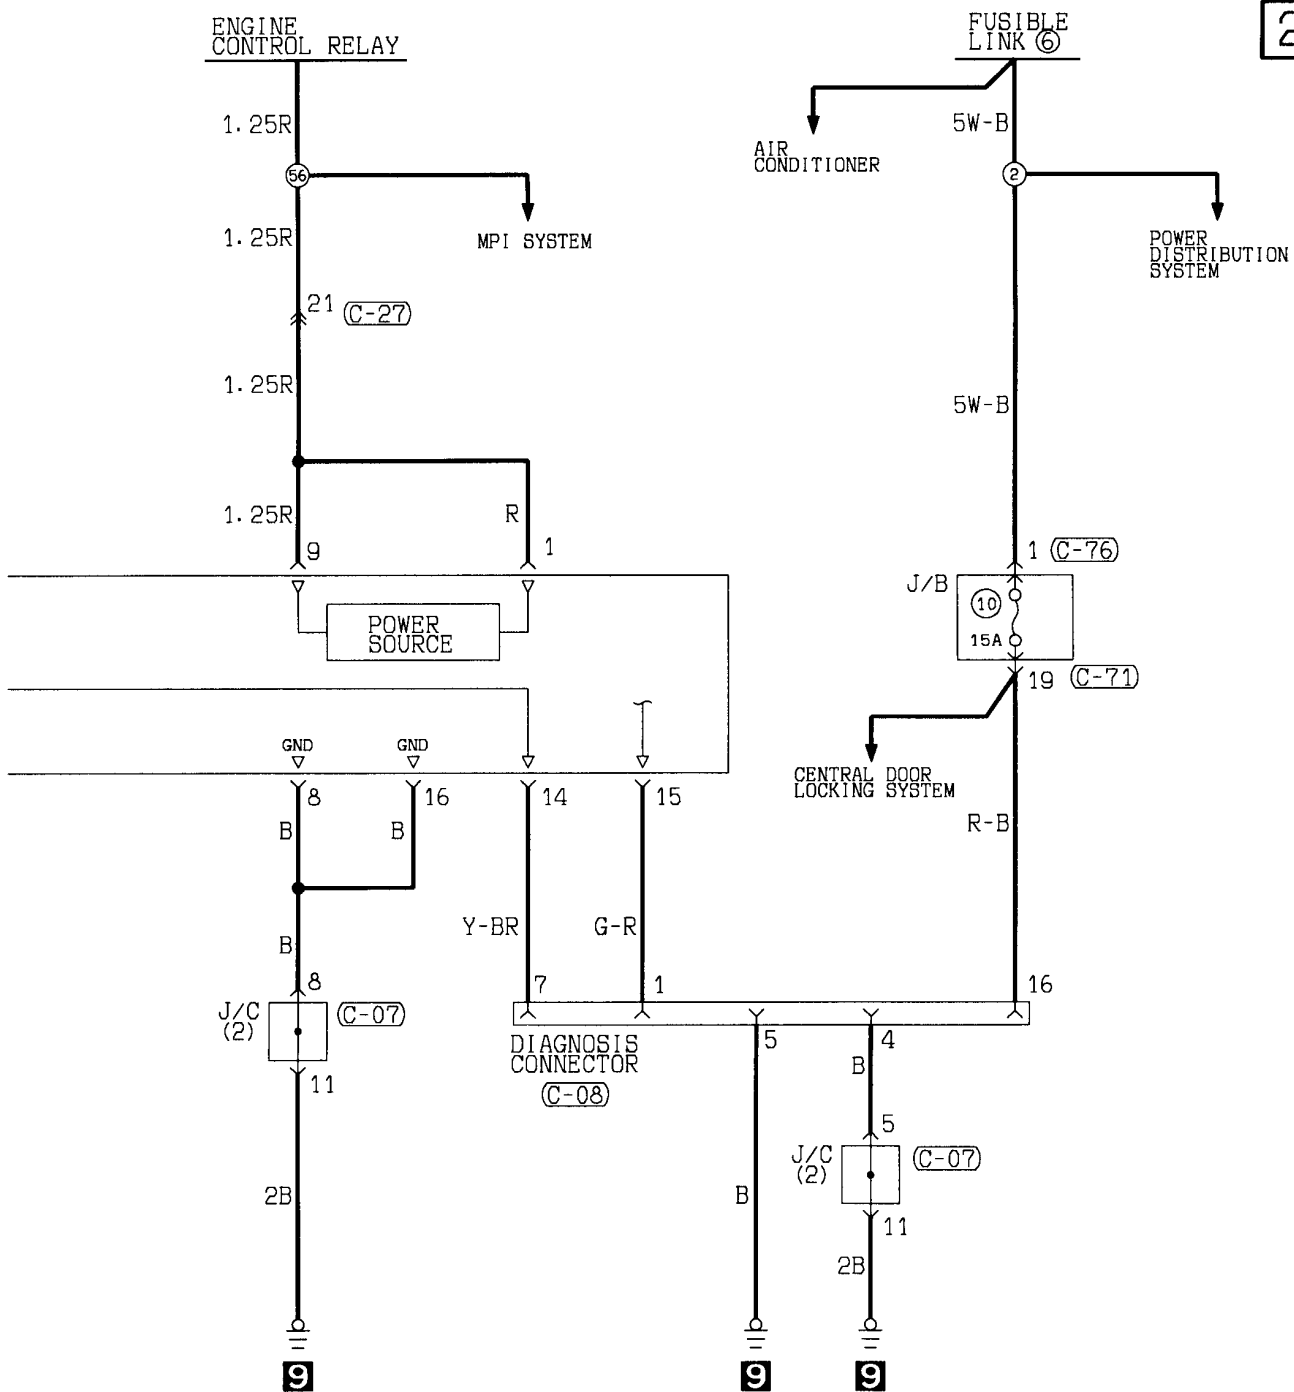 ENGINE
CONTROL RELAY
FUSIBLE
LINK ⑥
2
1.25R
5W-B
AIR
CONDITIONER
56
2
1.25R
MPI SYSTEM
POWER
DISTRIBUTION
SYSTEM
21 (C-27)
1.25R
5W-B
1.25R
R
9
1
1 (C-76)
J/B
10
15A
POWER
SOURCE
19 (C-71)
GND
GND
CENTRAL DOOR
LOCKING SYSTEM
8
16
14
15
B
B
R-B
Y-BR
G-R
B
8
7
1
16
J/C
(2)
(C-07)
DIAGNOSIS
CONNECTOR
(C-08)
5
4
B
11
5
J/C
(2)
(C-07)
2B
B
11
2B
9
9
9